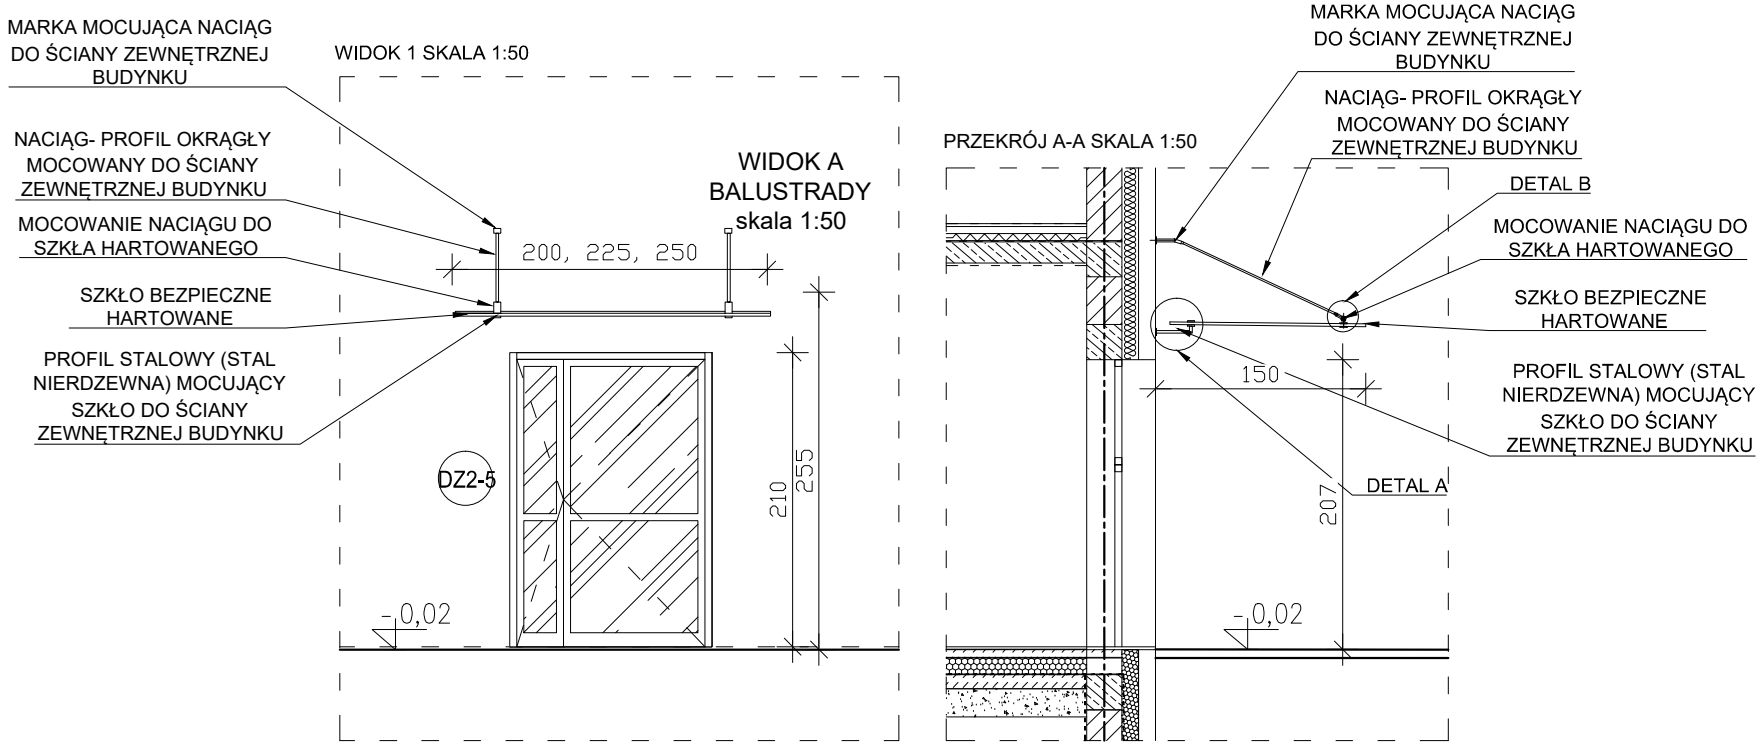 MARKA MOCUJĄCA NACIĄG
DO ŚCIANY ZEWNĘTRZNEJ
BUDYNKU
NACIĄG- PROFIL OKRĄGŁY
MOCOWANY DO ŚCIANY
ZEWNĘTRZNEJ BUDYNKU
MOCOWANIE NACIĄGU DO
SZKŁA HARTOWANEGO
SZKŁO BEZPIECZNE
HARTOWANE
PROFIL STALOWY (STAL
NIERDZEWNA) MOCUJĄCY
SZKŁO DO ŚCIANY
ZEWNĘTRZNEJ BUDYNKU
WIDOK 1 SKALA 1:50
WIDOK A
BALUSTRADY
skala 1:50
200, 225, 250
DZ2-5
210
255
-0,02
PRZEKRÓJ A-A SKALA 1:50
MARKA MOCUJĄCA NACIĄG
DO ŚCIANY ZEWNĘTRZNEJ
BUDYNKU
NACIĄG- PROFIL OKRĄGŁY
MOCOWANY DO ŚCIANY
ZEWNĘTRZNEJ BUDYNKU
DETAL B
MOCOWANIE NACIĄGU DO
SZKŁA HARTOWANEGO
SZKŁO BEZPIECZNE
HARTOWANE
150
PROFIL STALOWY (STAL
NIERDZEWNA) MOCUJĄCY
SZKŁO DO ŚCIANY
ZEWNĘTRZNEJ BUDYNKU
DETAL A
207
-0,02